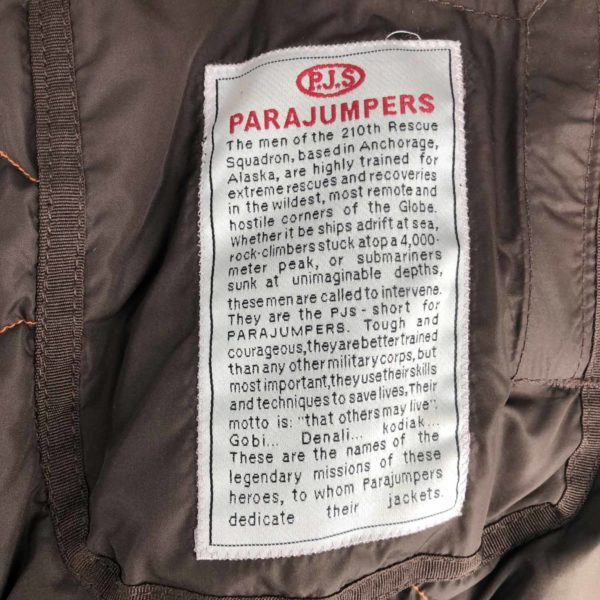 P.J.S
PARAJUMPERS
The men of the 210th Rescue
Squadron, based in Anchorage,
Alaska, are highly trained for
extreme rescues and recoveries
in the wildest, most remote and
hostile corners of the Globe.
Whether it be ships adrift at sea,
rock-climbers stuck atop a 4,000-
meter peak, or submariners
sunk at unimaginable depths,
these men are called to intervene.
They are the PJS - short for
PARAJUMPERS. Tough and
courageous, they are better trained
than any other military corps, but
most important, they use their skills
and techniques to save lives, Their
motto is: "that others may live".
Gobi... Denali... kodiak...
These are the names of the
legendary missions of these
heroes, to whom Parajumpers
dedicate their jackets.